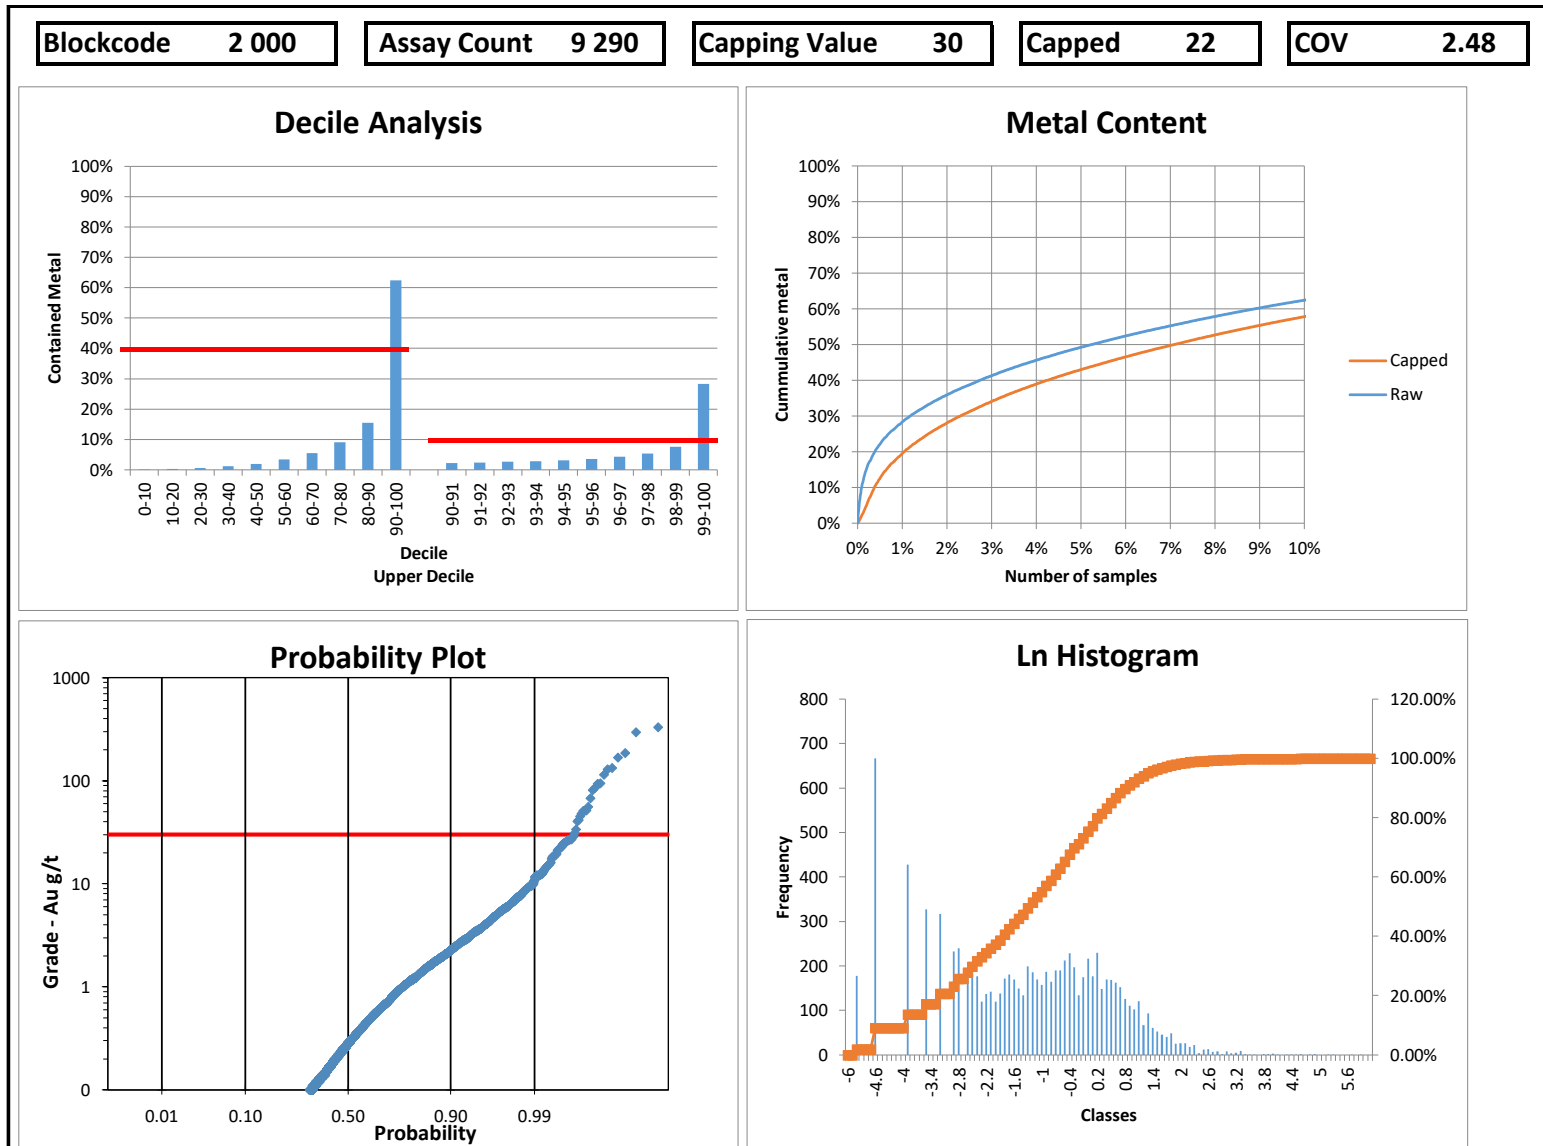 Blockcode 2 000 Assay Count 9 290 Capping Value 30 Capped 22 COV 2.48
Decile Analysis
100%
90%
80%
70%
60%
50%
40%
30%
20%
10%
0%
Contained Metal
0-10 10-20 20-30 30-40 40-50 50-60 60-70 70-80 80-90 90-100 90-91 91-92 92-93 93-94 94-95 95-96 96-97 97-98 98-99 99-100
Decile
Upper Decile
Metal Content
100%
90%
80%
70%
60%
50%
40%
30%
20%
10%
0%
Cummulative metal
0% 1% 2% 3% 4% 5% 6% 7% 8% 9% 10%
Number of samples
Capped
Raw
Probability Plot
1000
100
10
1
0
Grade - Au g/t
0.01 0.10 0.50 0.90 0.99
Probability
Ln Histogram
800
700
600
500
400
300
200
100
0
Frequency
120.00%
100.00%
80.00%
60.00%
40.00%
20.00%
0.00%
-6 -4.6 -4 -3.4 -2.8 -2.2 -1.6 -1 -0.4 0.2 0.8 1.4 2 2.6 3.2 3.8 4.4 5 5.6
Classes